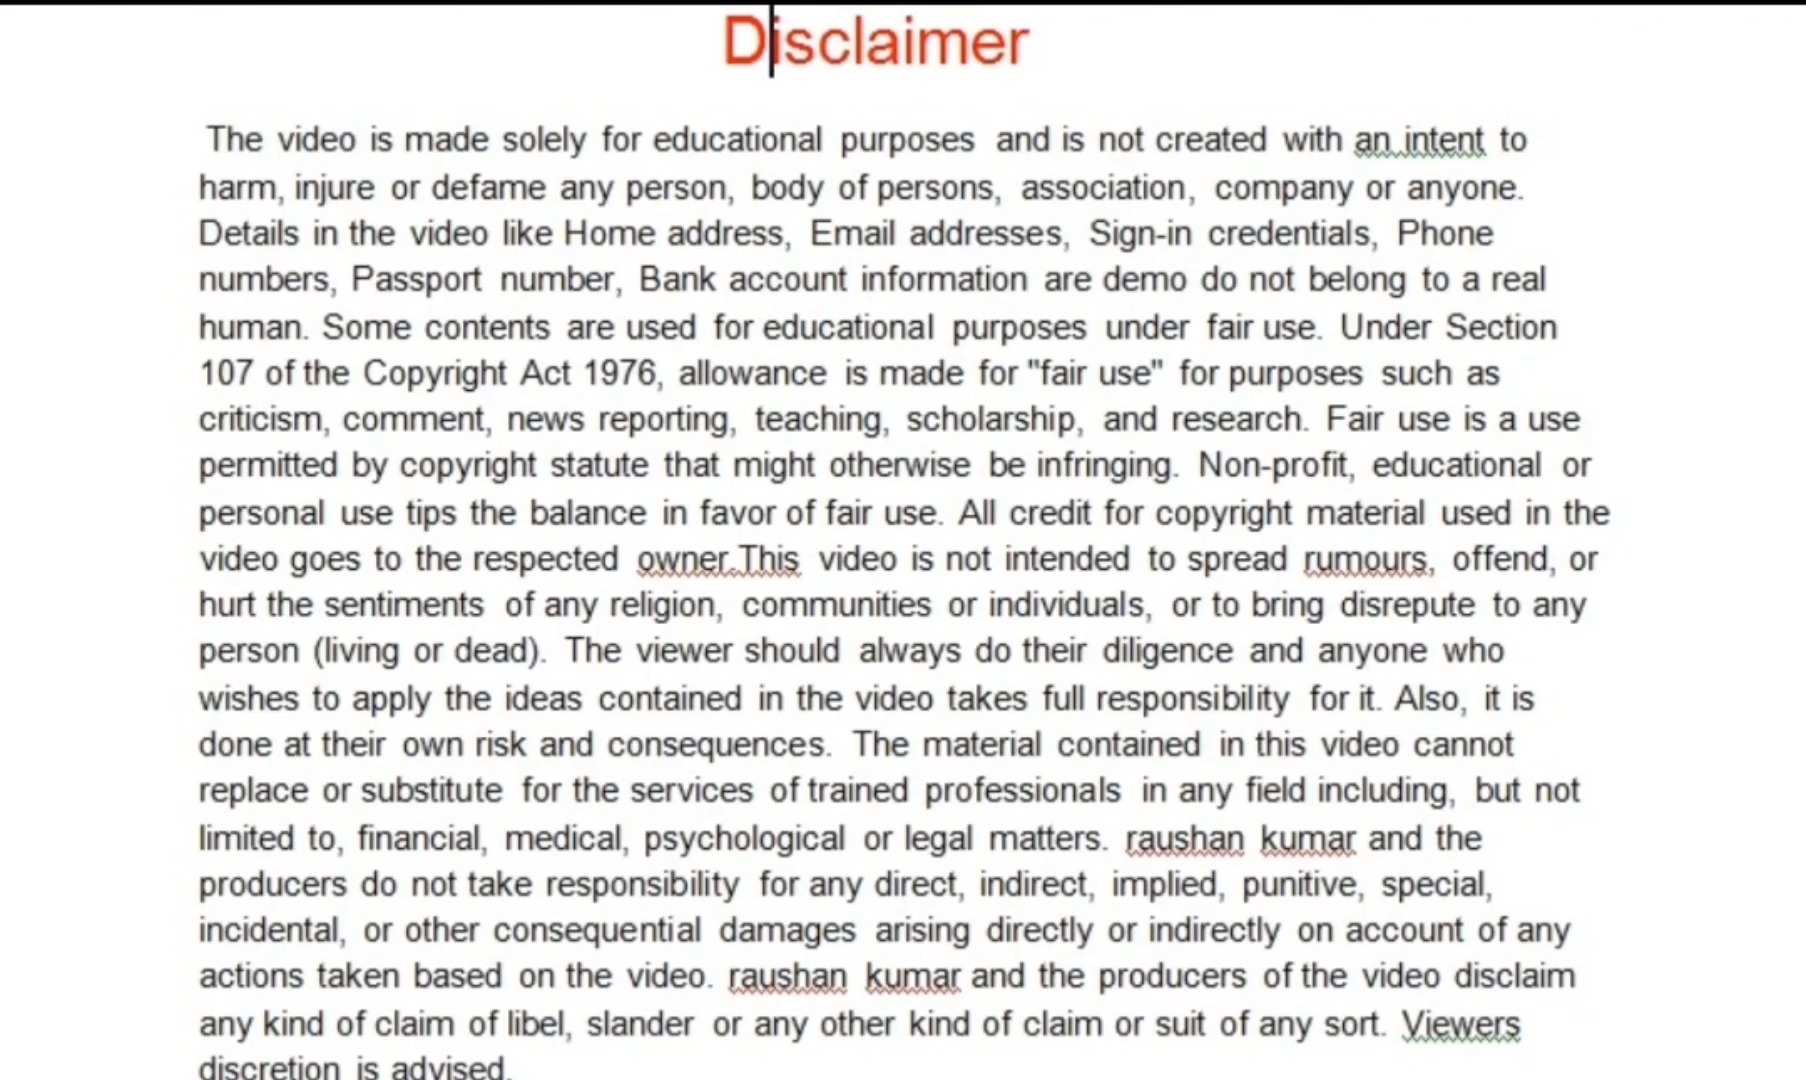 Disclaimer
The video is made solely for educational purposes and is not created with an intent to
harm, injure or defame any person, body of persons, association, company or anyone.
Details in the video like Home address, Email addresses, Sign-in credentials, Phone
numbers, Passport number, Bank account information are demo do not belong to a real
human. Some contents are used for educational purposes under fair use. Under Section
107 of the Copyright Act 1976, allowance is made for "fair use" for purposes such as
criticism, comment, news reporting, teaching, scholarship, and research. Fair use is a use
permitted by copyright statute that might otherwise be infringing. Non-profit, educational or
personal use tips the balance in favor of fair use. All credit for copyright material used in the
video goes to the respected owner.This video is not intended to spread rumours, offend, or
hurt the sentiments of any religion, communities or individuals, or to bring disrepute to any
person (living or dead). The viewer should always do their diligence and anyone who
wishes to apply the ideas contained in the video takes full responsibility for it. Also, it is
done at their own risk and consequences. The material contained in this video cannot
replace or substitute for the services of trained professionals in any field including, but not
limited to, financial, medical, psychological or legal matters. raushan kumar and the
producers do not take responsibility for any direct, indirect, implied, punitive, special,
incidental, or other consequential damages arising directly or indirectly on account of any
actions taken based on the video. raushan kumar and the producers of the video disclaim
any kind of claim of libel, slander or any other kind of claim or suit of any sort. Viewers
discretion is advised.